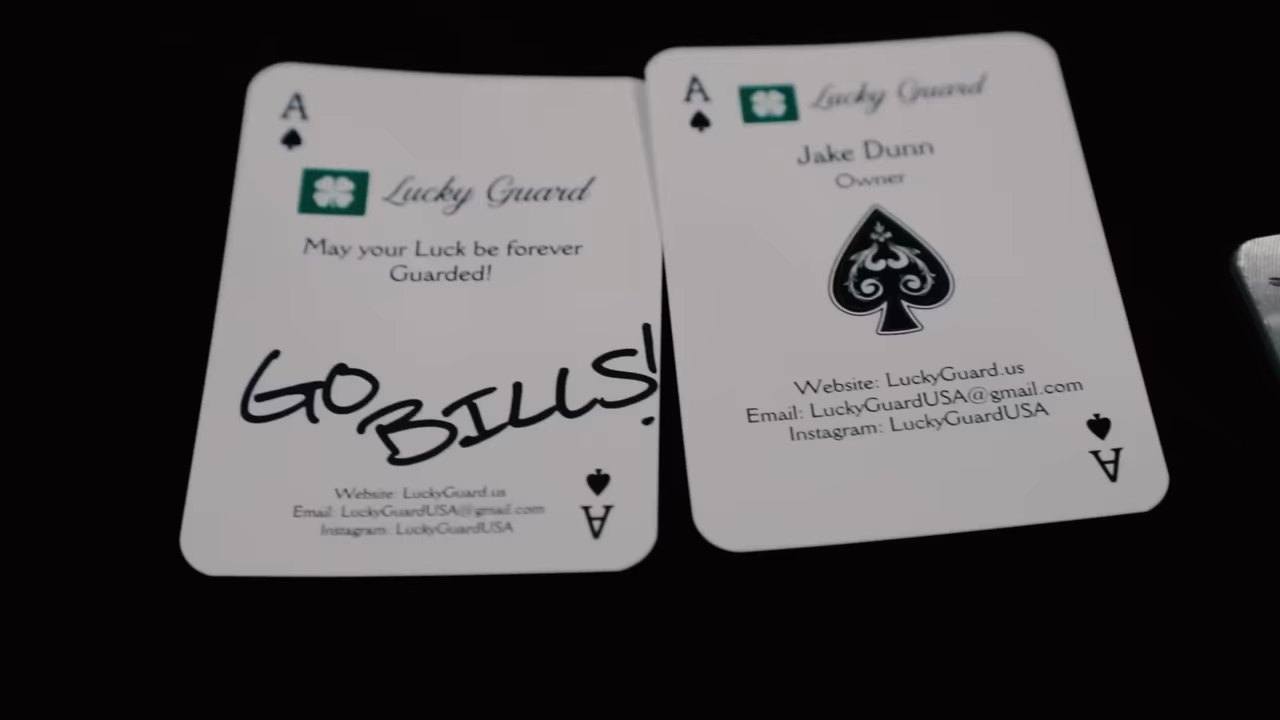 A
Lucky Guard
May your Luck be forever
Guarded!
GO BILLS!
Website: LuckyGuard.us
Email: LuckyGuardUSA@gmail.com
Instagram: LuckyGuardUSA
A
A
Lucky Guard
Jake Dunn
Owner
Website: LuckyGuard.us
Email: LuckyGuardUSA@gmail.com
Instagram: LuckyGuardUSA
A